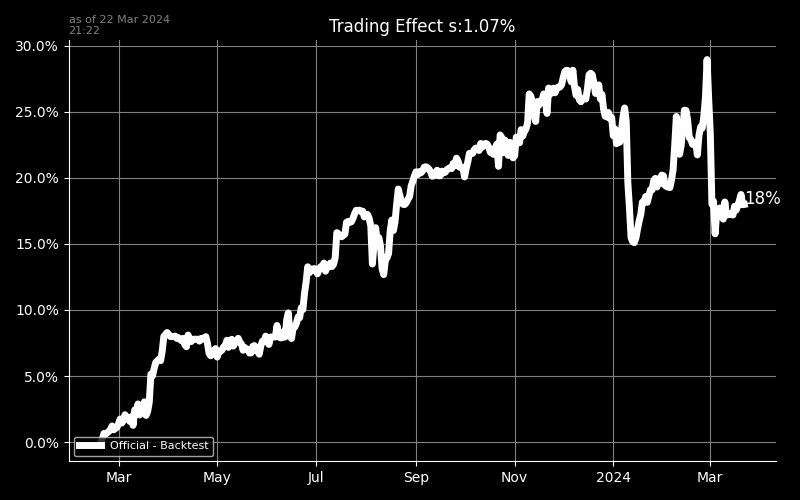 as of 22 Mar 2024
21:22
Trading Effect s:1.07%
30.0%
25.0%
20.0%
15.0%
10.0%
5.0%
0.0%
18%
Official - Backtest
Mar May Jul Sep Nov 2024 Mar